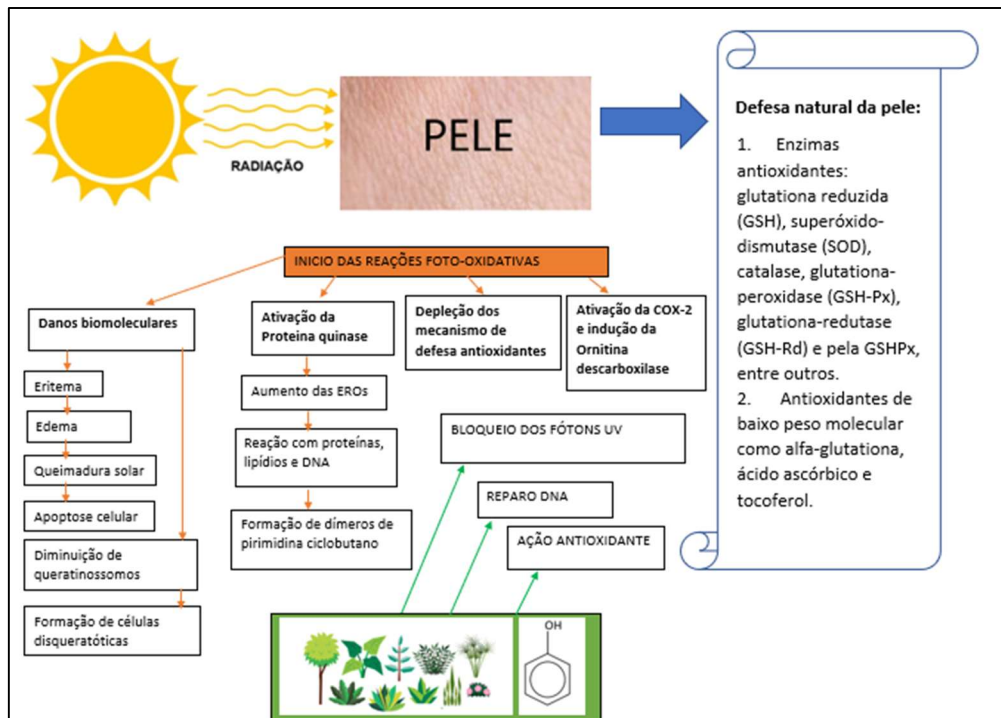 RADIAÇÃO
PELE
Defesa natural da pele:
1. Enzimas
antioxidantes:
glutationa reduzida
(GSH), superóxido-
dismutase (SOD),
catalase, glutationa-
peroxidase (GSH-Px),
glutationa-redutase
(GSH-Rd) e pela GSHPx,
entre outros.
2. Antioxidantes de
baixo peso molecular
como alfa-glutationa,
ácido ascórbico e
tocoferol.
INICIO DAS REAÇÕES FOTO-OXIDATIVAS
Danos biomoleculares
Eritema
Edema
Queimadura solar
Apoptose celular
Diminuição de
queratinossomos
Formação de células
disqueratóticas
Ativação da
Proteina quinase
Aumento das EROs
Reação com proteínas,
lipídios e DNA
Formação de dímeros de
pirimidina ciclobutano
Depleção dos
mecanismo de
defesa antioxidantes
Ativação da COX-2
e indução da
Ornitina
descarboxilase
BLOQUEIO DOS FÓTONS UV
REPARO DNA
AÇÃO ANTIOXIDANTE
OH